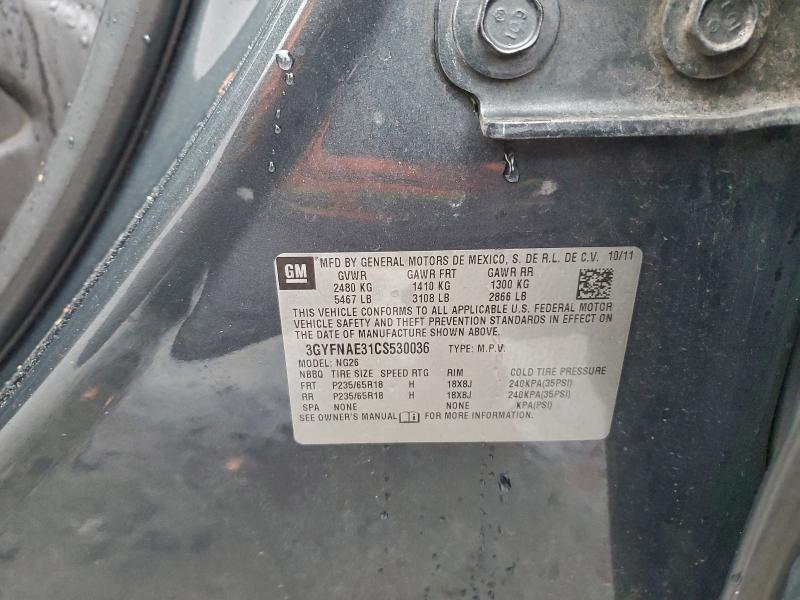 GM
®MFD BY GENERAL MOTORS DE MEXICO, S. DE R.L. DE C.V. 10/11
GVWR GAWR FRT GAWR RR
2480 KG 1410 KG 1300 KG
5467 LB 3108 LB 2866 LB
THIS VEHICLE CONFORMS TO ALL APPLICABLE U.S. FEDERAL MOTOR
VEHICLE SAFETY AND THEFT PREVENTION STANDARDS IN EFFECT ON
THE DATE OF MANUFACTURE SHOWN ABOVE.
3GYFNAE31CS530036 TYPE: M.P.V.
MODEL: NG26
NBBQ TIRE SIZE SPEED RTG RIM COLD TIRE PRESSURE
FRT P235/65R18 H 18X8J 240KPA(35PSI)
RR P235/65R18 H 18X8J 240KPA(35PSI)
SPA NONE NONE KPA(PSI)
SEE OWNER'S MANUAL FOR MORE INFORMATION.